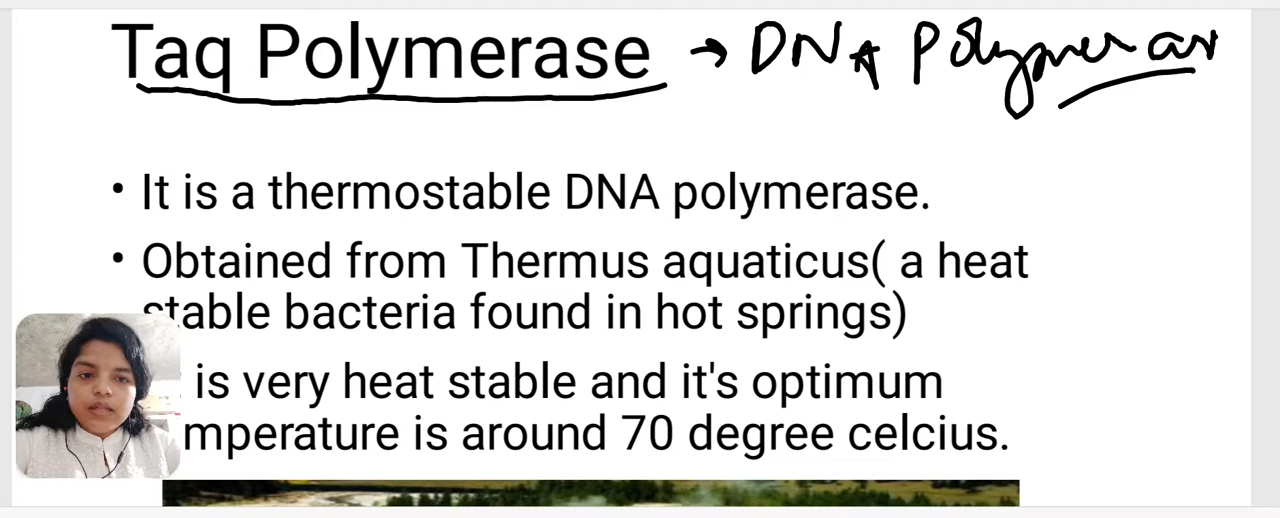 Taq Polymerase → DNA Polymerase
• It is a thermostable DNA polymerase.
• Obtained from Thermus aquaticus( a heat
stable bacteria found in hot springs)
is very heat stable and it's optimum
mperature is around 70 degree celcius.